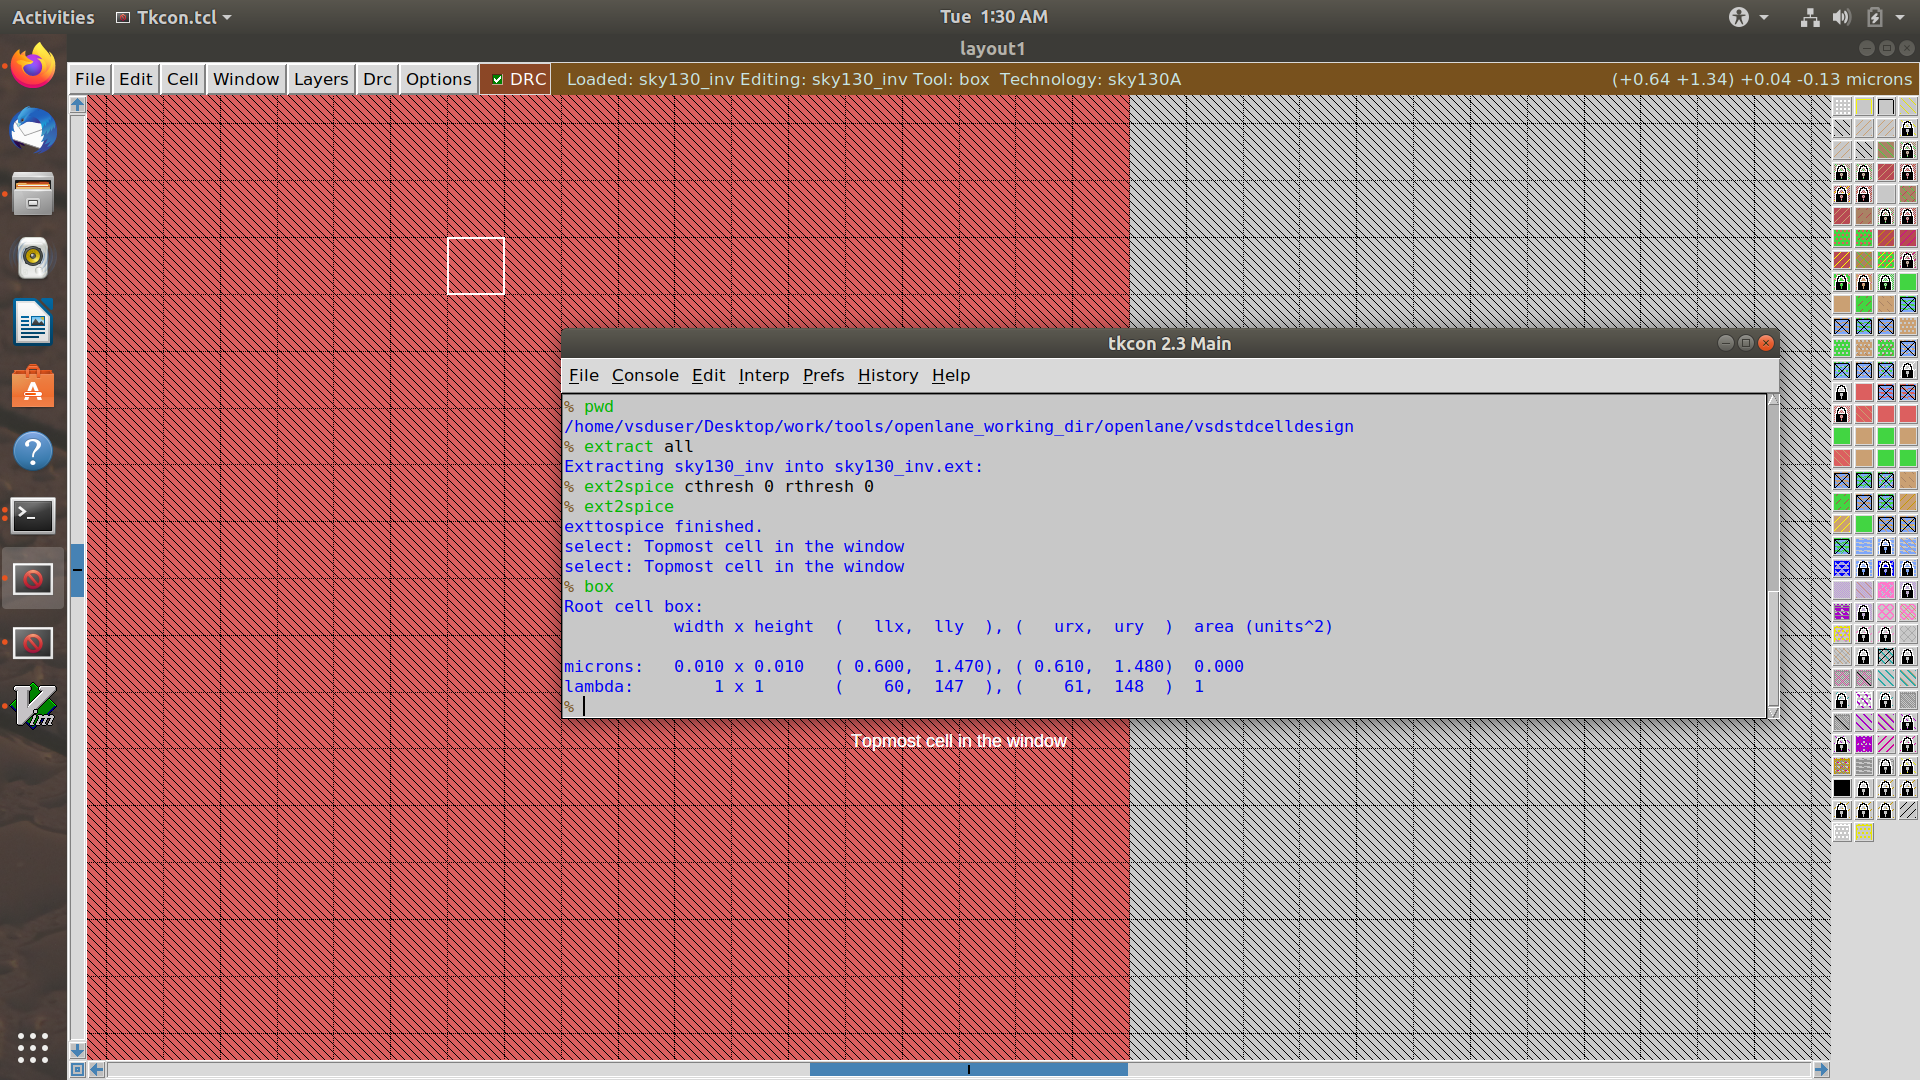 Activities Tkcon.tcl Tue 1:30 AM
layout1
File Edit Cell Window Layers Drc Options DRC Loaded: sky130_inv Editing: sky130_inv Tool: box Technology: sky130A (+0.64 +1.34) +0.04 -0.13 microns
tkcon 2.3 Main
File Console Edit Interp Prefs History Help
% pwd
/home/vsduser/Desktop/work/tools/openlane_working_dir/openlane/vsdstdcelldesign
% extract all
Extracting sky130_inv into sky130_inv.ext:
% ext2spice cthresh 0 rthresh 0
% ext2spice
exttospice finished.
select: Topmost cell in the window
select: Topmost cell in the window
% box
Root cell box:
width x height ( llx, lly ), ( urx, ury ) area (units^2)
microns: 0.010 x 0.010 ( 0.600, 1.470), ( 0.610, 1.480) 0.000
lambda: 1 x 1 ( 60, 147 ), ( 61, 148 ) 1
%
Topmost cell in the window
Vim